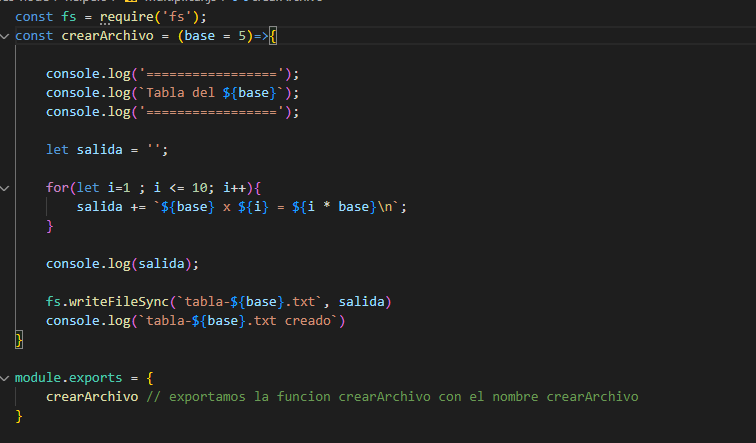 const fs = require('fs');
const crearArchivo = (base = 5)=>{
console.log('=================');
console.log(`Tabla del ${base}`);
console.log('=================');
let salida = '';
for(let i=1 ; i <= 10; i++){
salida += `${base} x ${i} = ${i * base}\n`;
}
console.log(salida);
fs.writeFileSync(`tabla-${base}.txt`, salida)
console.log(`tabla-${base}.txt creado`)
}
module.exports = {
crearArchivo // exportamos la funcion crearArchivo con el nombre crearArchivo
}